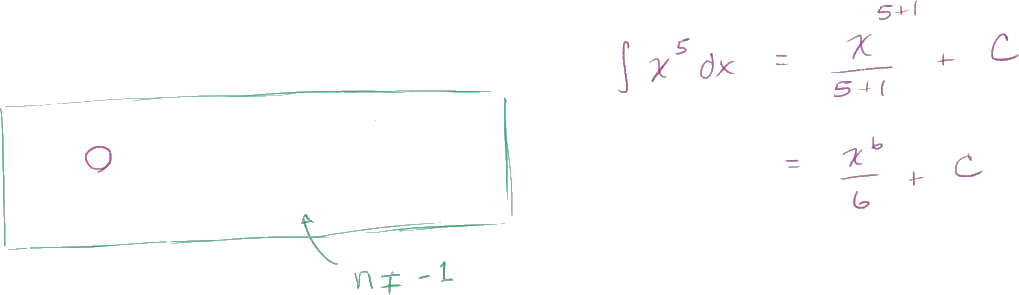 ∫ x^5 dx = x^(5+1)/(5+1) + C
= x^6/6 + C
n ≠ -1